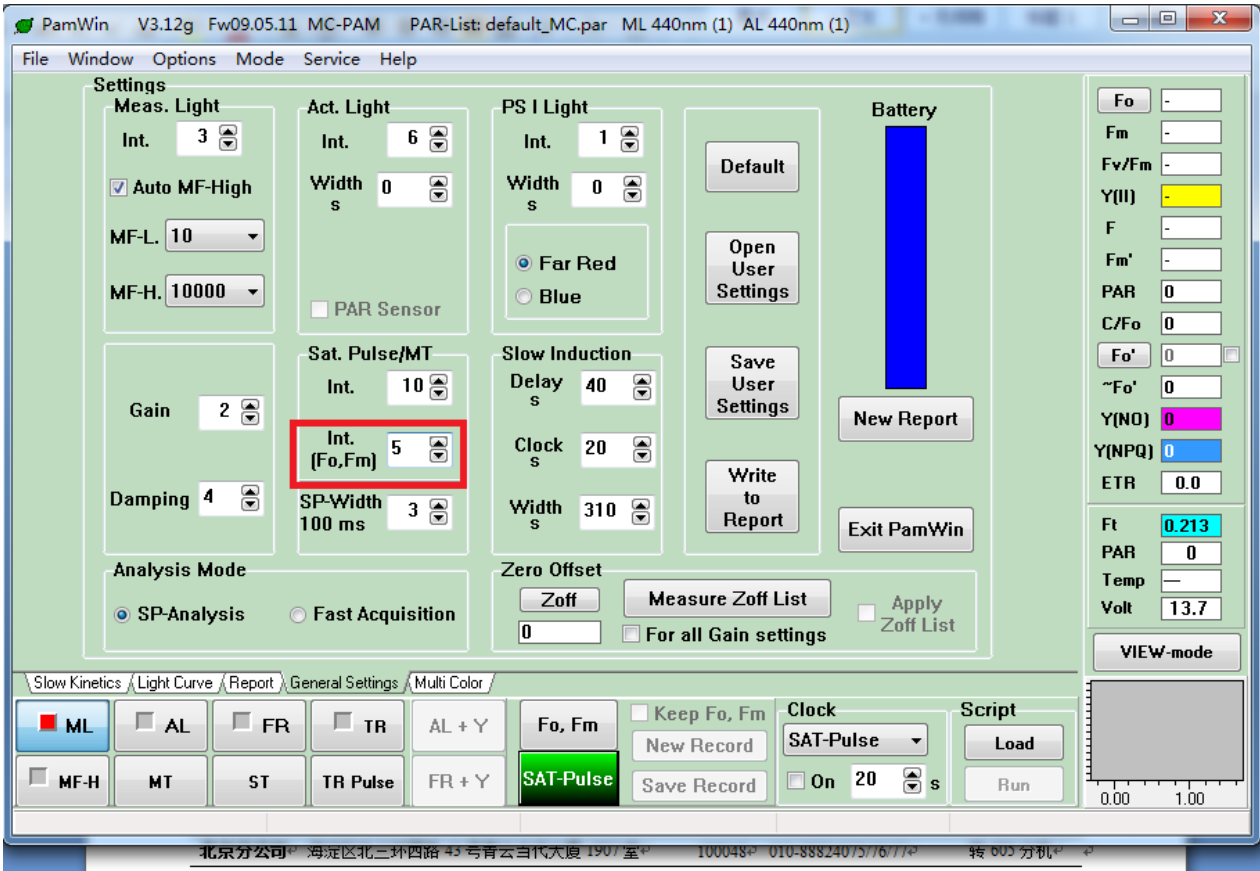 PamWin V3.12g Fw09.05.11 MC-PAM PAR-List: default_MC.par ML 440nm (1) AL 440nm (1)
File Window Options Mode Service Help
Settings
Meas. Light
Int. 3
Auto MF-High
MF-L. 10
MF-H. 10000
Act. Light
Int. 6
Width 0
s
PAR Sensor
PS I Light
Int. 1
Width 0
s
Far Red
Blue
Gain 2
Damping 4
Sat. Pulse/MT
Int. 10
Int.
(Fo,Fm) 5
SP-Width
100 ms 3
Slow Induction
Delay 40
s
Clock 20
s
Width 310
s
Default
Open
User
Settings
Save
User
Settings
Write
to
Report
Battery
New Report
Exit PamWin
Analysis Mode
SP-Analysis Fast Acquisition
Zero Offset
Zoff Measure Zoff List
0 For all Gain settings
Apply
Zoff List
Fo -
Fm -
Fv/Fm -
Y(II) -
F -
Fm' -
PAR 0
C/Fo 0
Fo' 0
~Fo' 0
Y(NO) 0
Y(NPQ) 0
ETR 0.0
Ft 0.213
PAR 0
Temp —
Volt 13.7
VIEW-mode
0.00 1.00
Slow Kinetics Light Curve Report General Settings Multi Color
ML AL FR TR AL + Y
MF-H MT ST TR Pulse FR + Y
Fo, Fm
SAT-Pulse
Keep Fo, Fm
New Record
Save Record
Clock
SAT-Pulse
On 20 s
Script
Load
Run
北京分公司 海淀区北三环西路 43 号青云当代大厦 1907 室 100048 010-88824075/76/77 转 605 分机